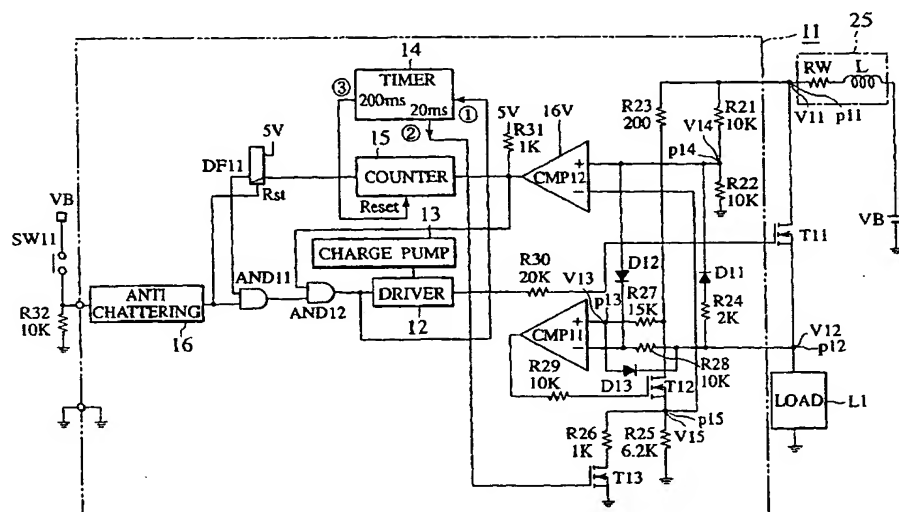 11
25
14
TIMER
200ms
20ms
③
①
②
RW
L
V11
p11
R23
200
R21
10K
V14
p14
R22
10K
5V
R31
1K
16V
CMP12
+
−
5V
DF11
Rst
15
COUNTER
Reset
13
CHARGE PUMP
VB
SW11
R32
10K
ANTI
CHATTERING
16
AND11
AND12
DRIVER
12
R30
20K
V13
p13
D12
R27
15K
CMP11
+
−
R28
10K
R29
10K
D13
T12
D11
R24
2K
T11
VB
V12
p12
LOAD
L1
R26
1K
R25
6.2K
V15
p15
T13